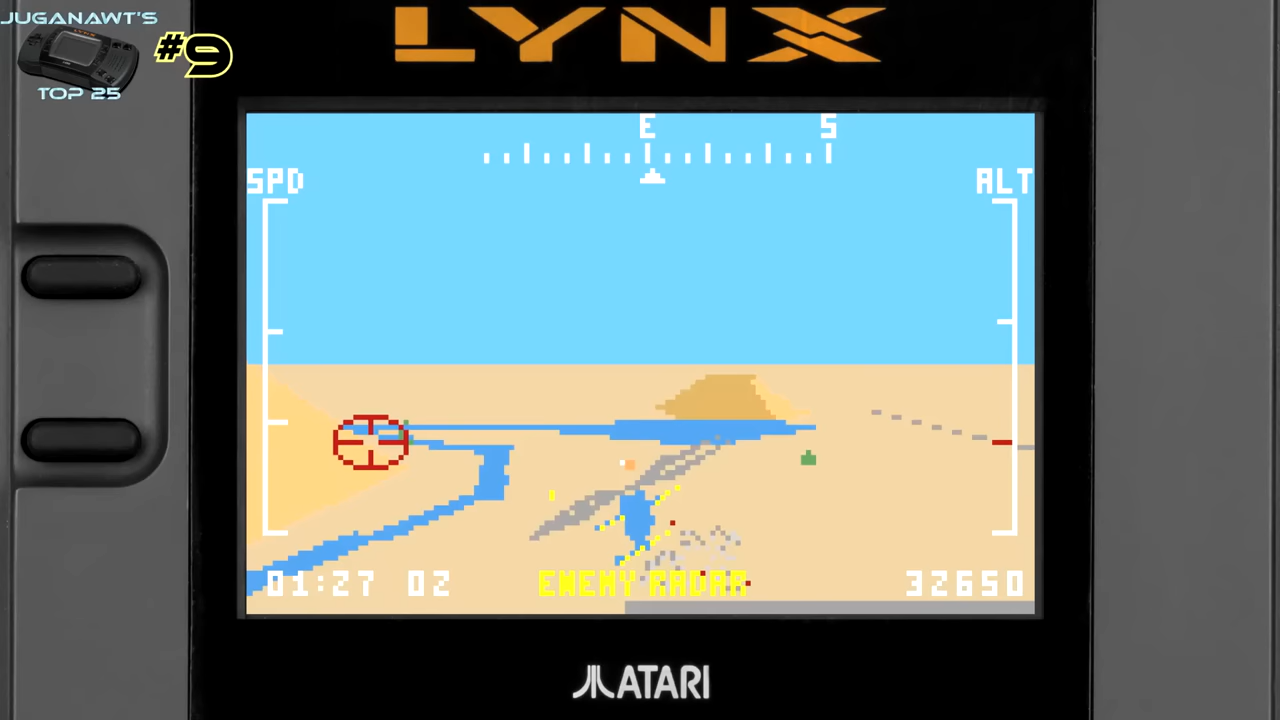 JUGANAWT'S
#9
TOP 25
LYNX
E S
SPD ALT
01:27 02 ENEMY RADAR 32650
ATARI